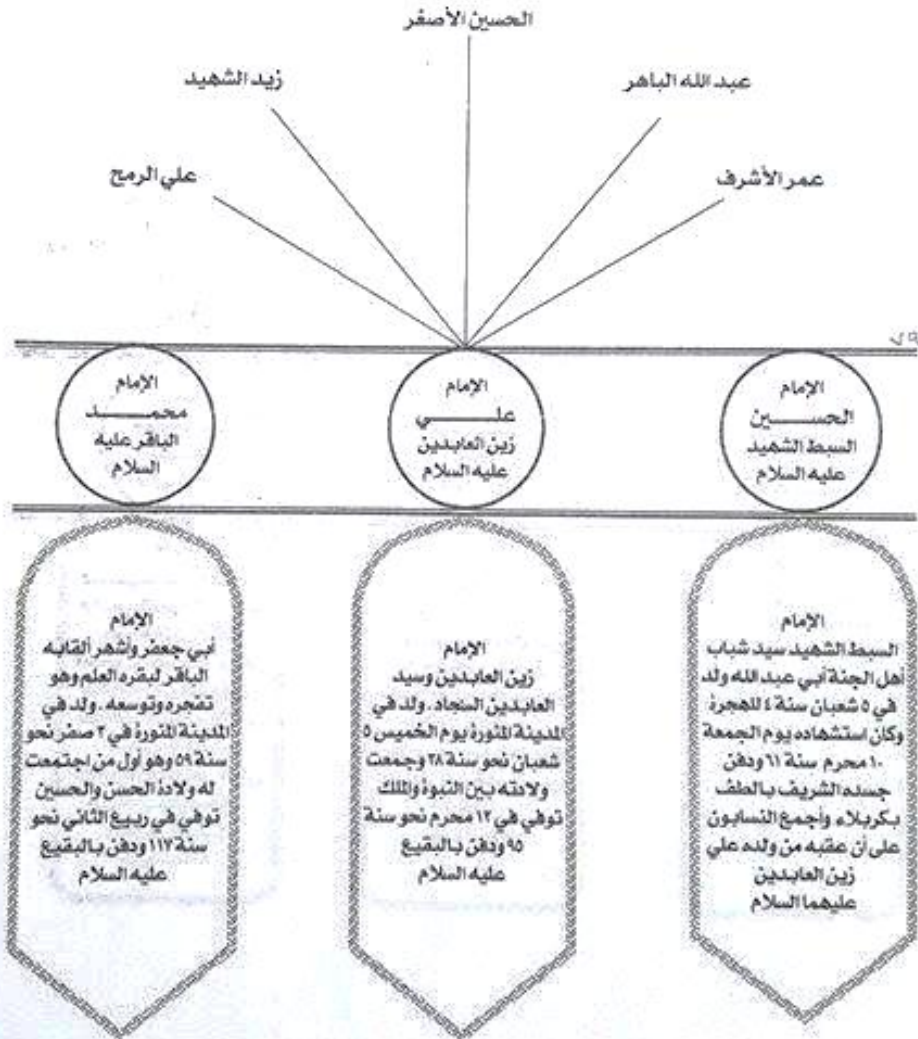 الحسين الأصغر
عبد الله الباهر
زيد الشهيد
عمر الأشرف
علي الرمح
الإمام
الحســـين
السبط الشهيد
عليه السلام
الإمام
علـــــي
زين العابدين
عليه السلام
الإمام
محمـــــد
الباقر عليه
السلام
الإمام
السبط الشهيد سيد شباب
أهل الجنة أبي عبد الله ولد
في ٥ شعبان سنة ٤ للهجرة
وكان استشهاده يوم الجمعة
١٠ محرم سنة ٦١ ودفن
جسده الشريف بالطف
بكربلاء وأجمع النسابون
على أن عقبه من ولده علي
زين العابدين
عليهما السلام
الإمام
زين العابدين وسيد
العابدين السجاد. ولد في
المدينة المنورة يوم الخميس ٥
شعبان نحو سنة ٣٨ وجمعت
ولادته بين النبوة والملك
توفي في ١٢ محرم نحو سنة
٩٥ ودفن بالبقيع
عليه السلام
الإمام
أبي جعفر وأشهر ألقابه
الباقر لبقره العلم وهو
تفجره وتوسعه. ولد في
المدينة المنورة في ٣ صفر نحو
سنة ٥٩ وهو أول من اجتمعت
له ولادة الحسن والحسين
توفي في ربيع الثاني نحو
سنة ١١٧ ودفن بالبقيع
عليه السلام